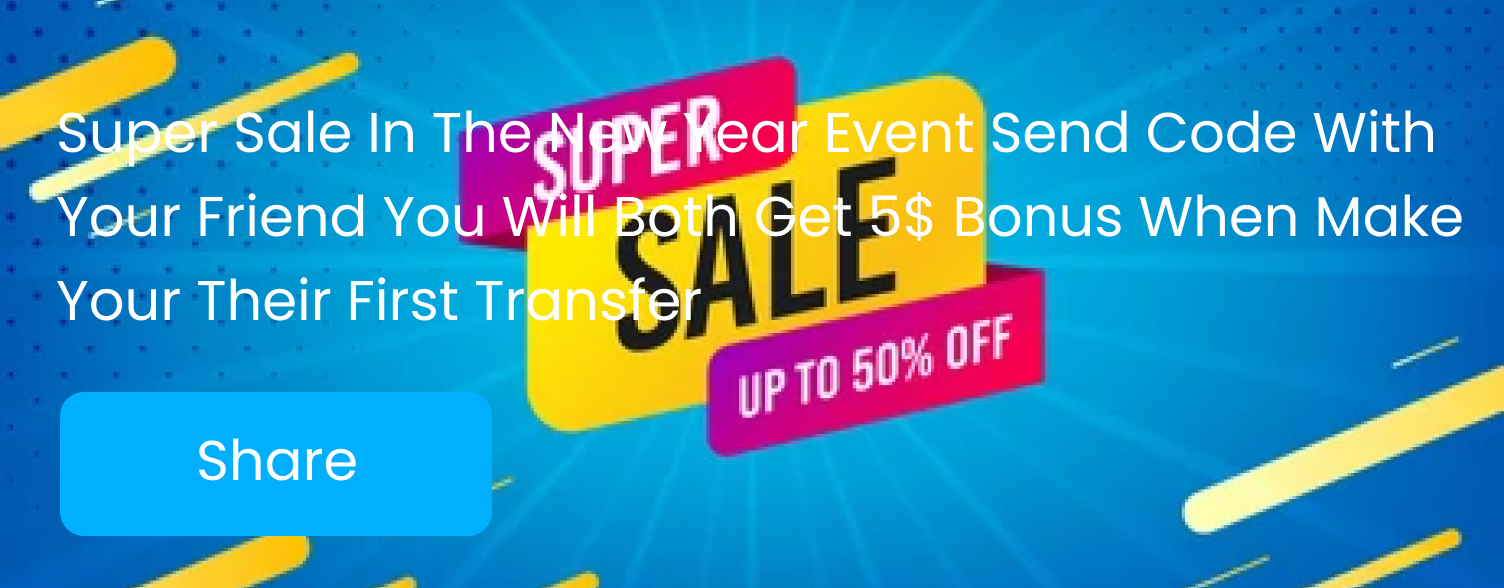 Super Sale In The New Year Event Send Code With
Your Friend You Will Both Get 5$ Bonus When Make
Your Their First Transfer
SUPER
SALE
UP TO 50% OFF
Share